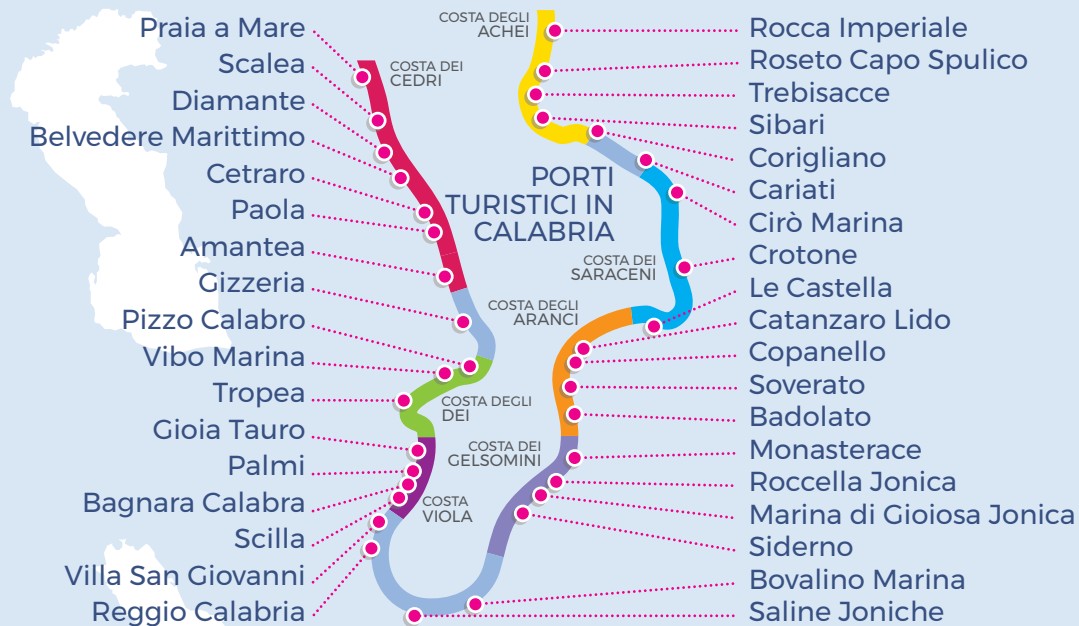 Praia a Mare
Scalea
Diamante
Belvedere Marittimo
Cetraro
Paola
Amantea
Gizzeria
Pizzo Calabro
Vibo Marina
Tropea
Gioia Tauro
Palmi
Bagnara Calabra
Scilla
Villa San Giovanni
Reggio Calabria
COSTA DEI
CEDRI
COSTA DEGLI
ACHEI
PORTI
TURISTICI IN
CALABRIA
COSTA DEI
SARACENI
COSTA DEGLI
ARANCI
COSTA DEGLI
DEI
COSTA DEI
GELSOMINI
COSTA
VIOLA
Rocca Imperiale
Roseto Capo Spulico
Trebisacce
Sibari
Corigliano
Cariati
Cirò Marina
Crotone
Le Castella
Catanzaro Lido
Copanello
Soverato
Badolato
Monasterace
Roccella Jonica
Marina di Gioiosa Jonica
Siderno
Bovalino Marina
Saline Joniche